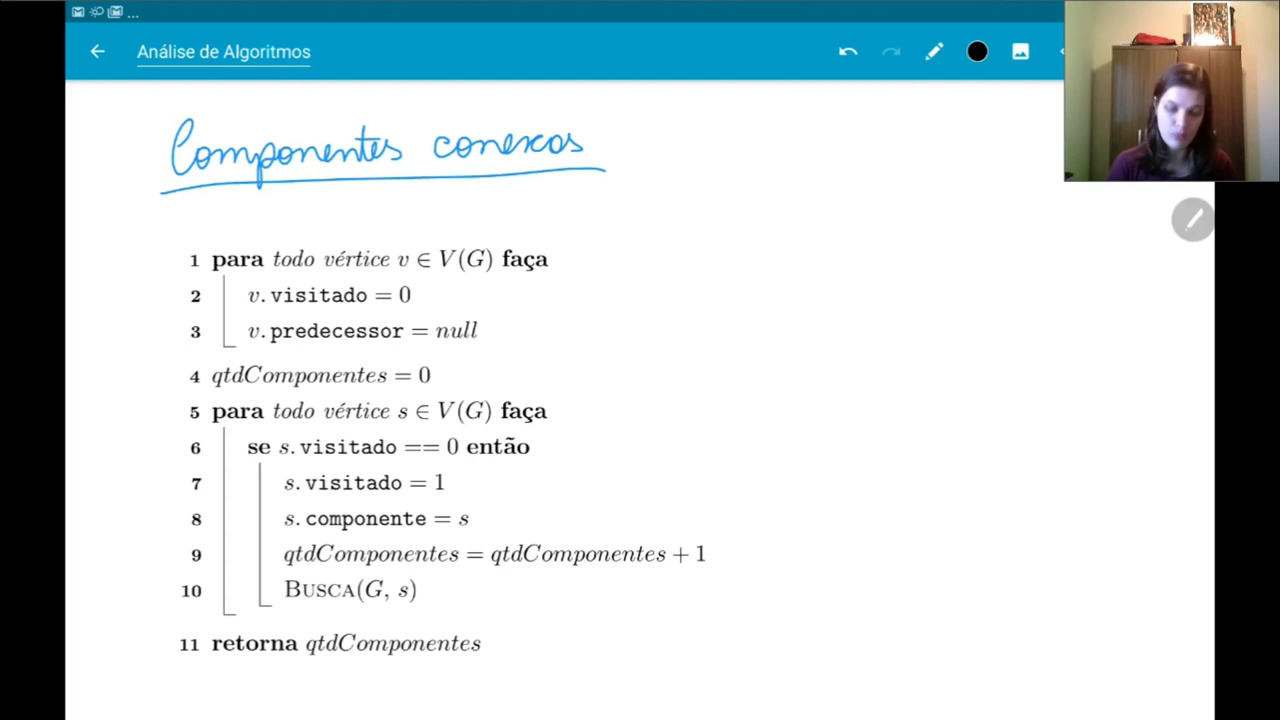 ...
Análise de Algoritmos
Componentes conexos
1 para todo vértice v ∈ V(G) faça
2 v.visitado = 0
3 v.predecessor = null
4 qtdComponentes = 0
5 para todo vértice s ∈ V(G) faça
6 se s.visitado == 0 então
7 s.visitado = 1
8 s.componente = s
9 qtdComponentes = qtdComponentes + 1
10 BUSCA(G, s)
11 retorna qtdComponentes